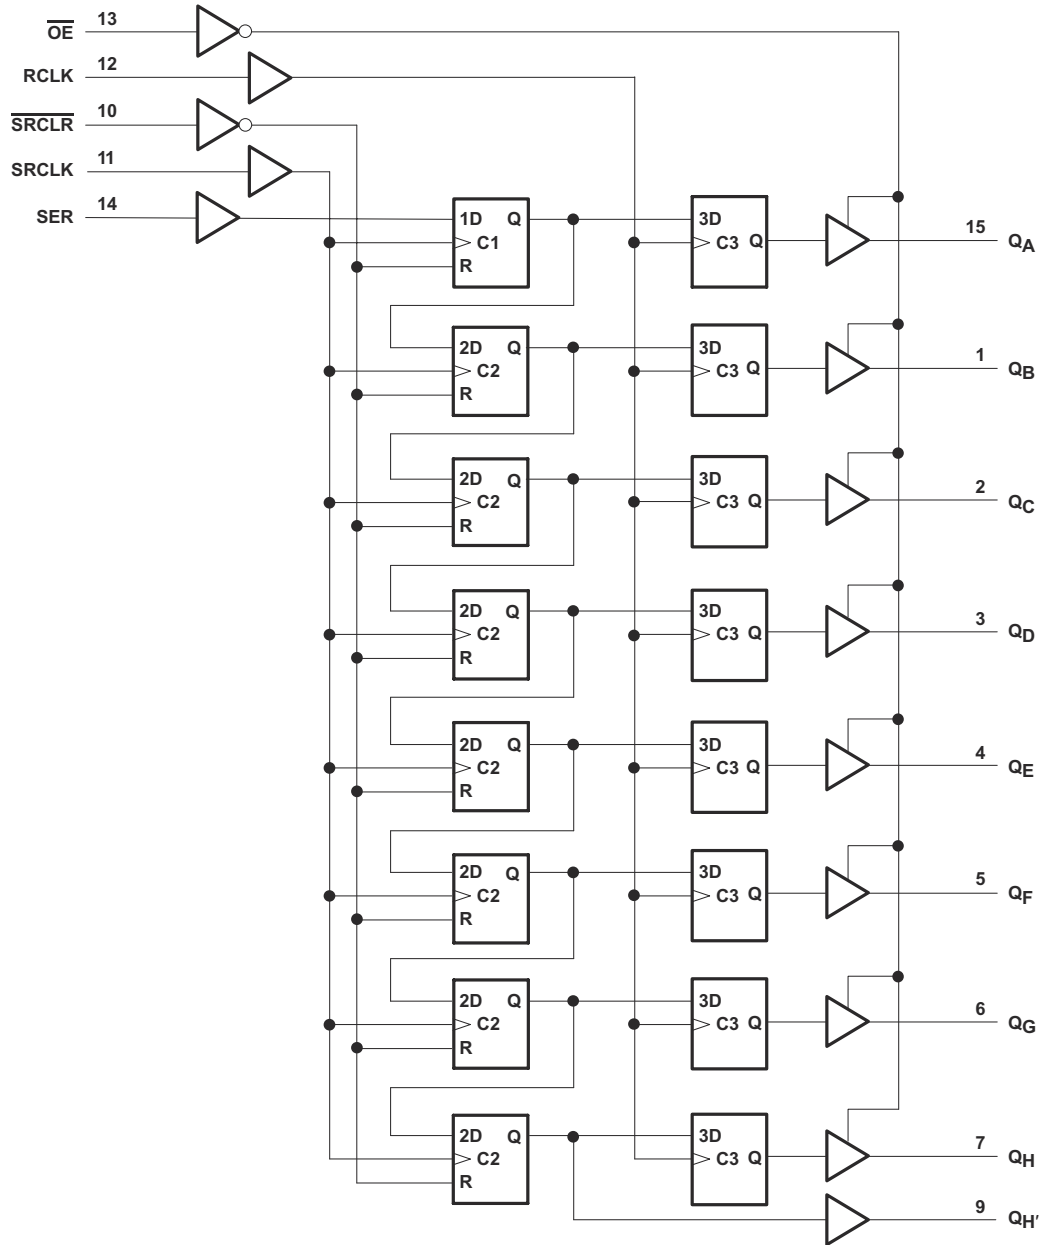 OE 13
RCLK 12
SRCLR 10
SRCLK 11
SER 14
1D Q 3D
C1 C3 Q 15 QA
R
2D Q 3D
C2 C3 Q 1 QB
R
2D Q 3D
C2 C3 Q 2 QC
R
2D Q 3D
C2 C3 Q 3 QD
R
2D Q 3D
C2 C3 Q 4 QE
R
2D Q 3D
C2 C3 Q 5 QF
R
2D Q 3D
C2 C3 Q 6 QG
R
2D Q 3D
C2 C3 Q 7 QH
R
9 QH′